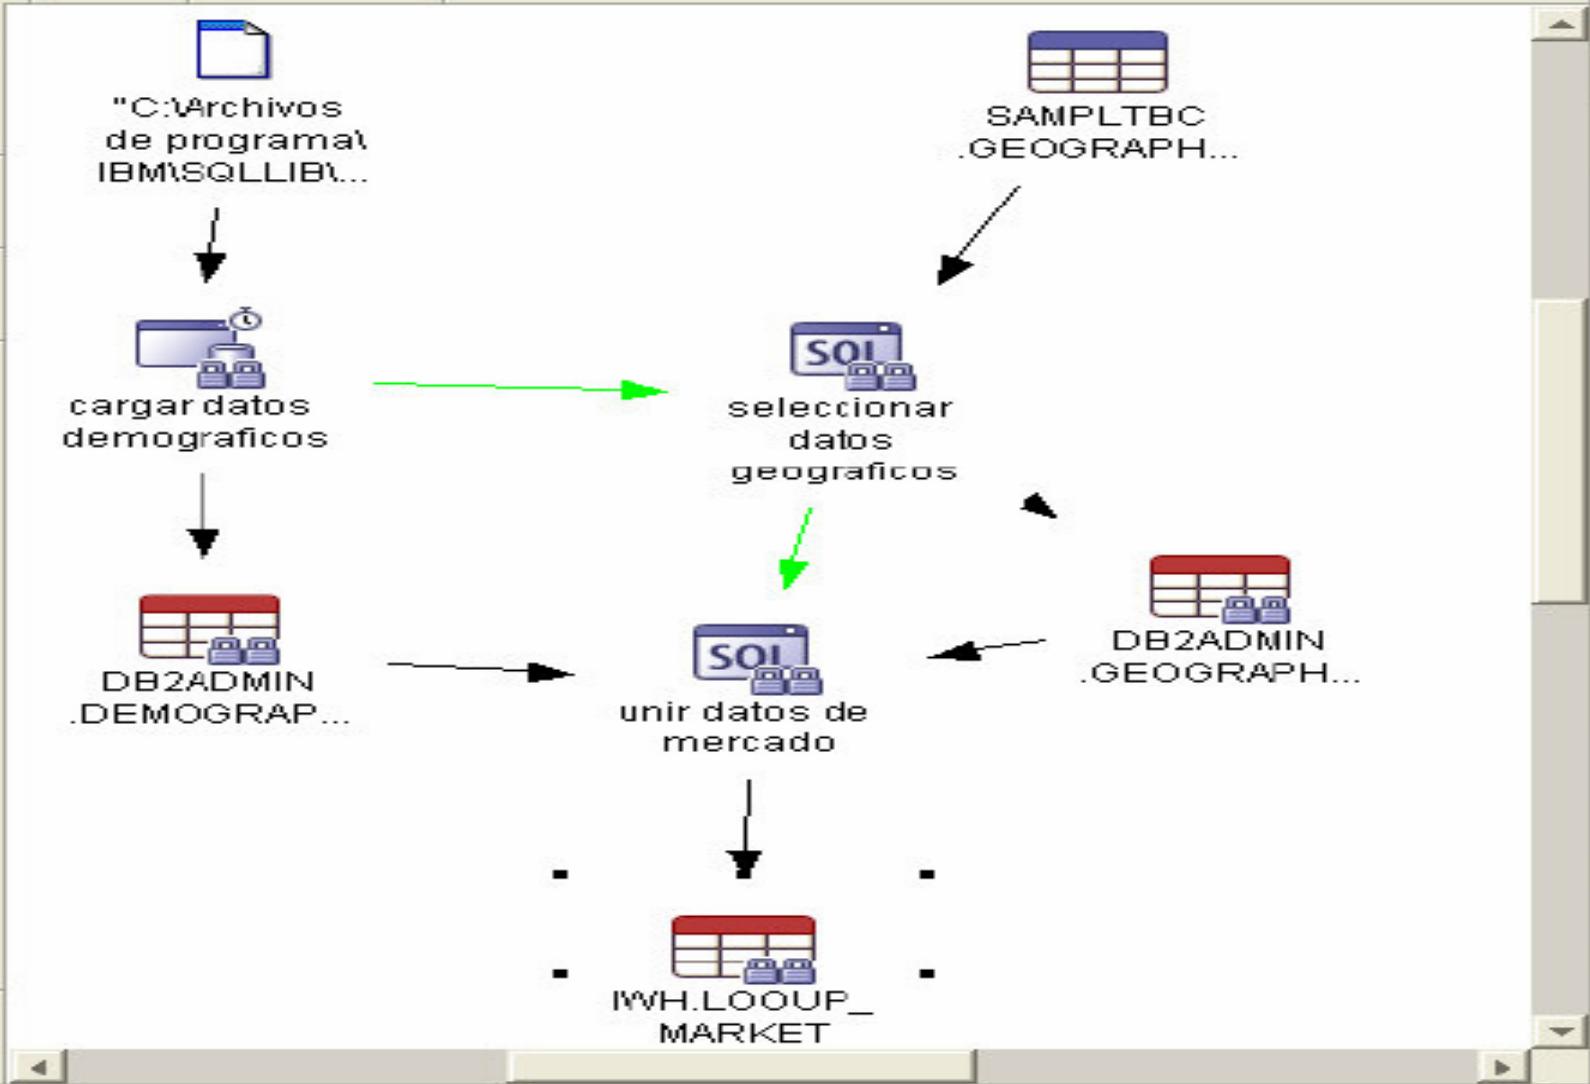 "C:\Archivos
de programa\
IBM\SQLLIB\...
SAMPLTBC
.GEOGRAPH...
cargar datos
demograficos
SQL
seleccionar
datos
geograficos
DB2ADMIN
.DEMOGRAP...
SQL
unir datos de
mercado
DB2ADMIN
.GEOGRAPH...
IWH.LOOUP_
MARKET